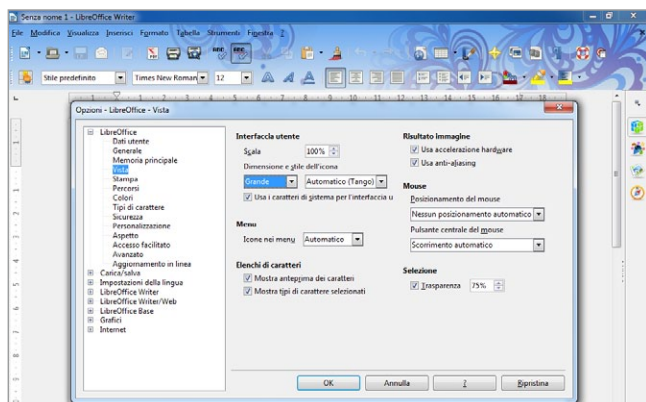 Senza nome 1 - LibreOffice Writer
File Modifica Visualizza Inserisci Formato Tabella Strumenti Finestra ?
Stile predefinito Times New Roman 12
Opzioni - LibreOffice - Vista
LibreOffice
Dati utente
Generale
Memoria principale
Vista
Stampa
Percorsi
Colori
Tipi di carattere
Sicurezza
Personalizzazione
Aspetto
Accesso facilitato
Avanzato
Aggiornamento in linea
Carica/salva
Impostazioni della lingua
LibreOffice Writer
LibreOffice Writer/Web
LibreOffice Base
Grafici
Internet
Interfaccia utente
Scala 100%
Dimensione e stile dell'icona
Grande Automatico (Tango)
Usa i caratteri di sistema per l'interfaccia u
Menu
Icone nei menu Automatico
Elenchi di caratteri
Mostra anteprima dei caratteri
Mostra tipi di carattere selezionati
Risultato immagine
Usa accelerazione hardware
Usa anti-aliasing
Mouse
Posizionamento del mouse
Nessun posizionamento automatico
Pulsante centrale del mouse
Scorrimento automatico
Selezione
Trasparenza 75%
OK Annulla ? Ripristina